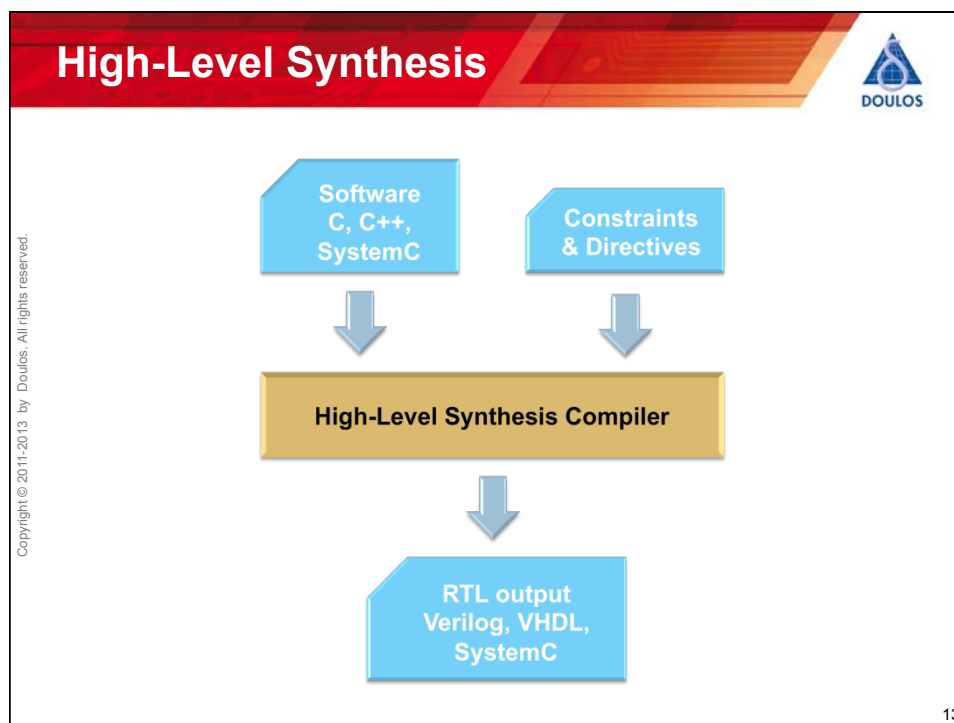 High-Level Synthesis
DOULOS
Software
C, C++,
SystemC
Constraints
& Directives
High-Level Synthesis Compiler
RTL output
Verilog, VHDL,
SystemC
Copyright © 2011-2013 by Doulos. All rights reserved.
13